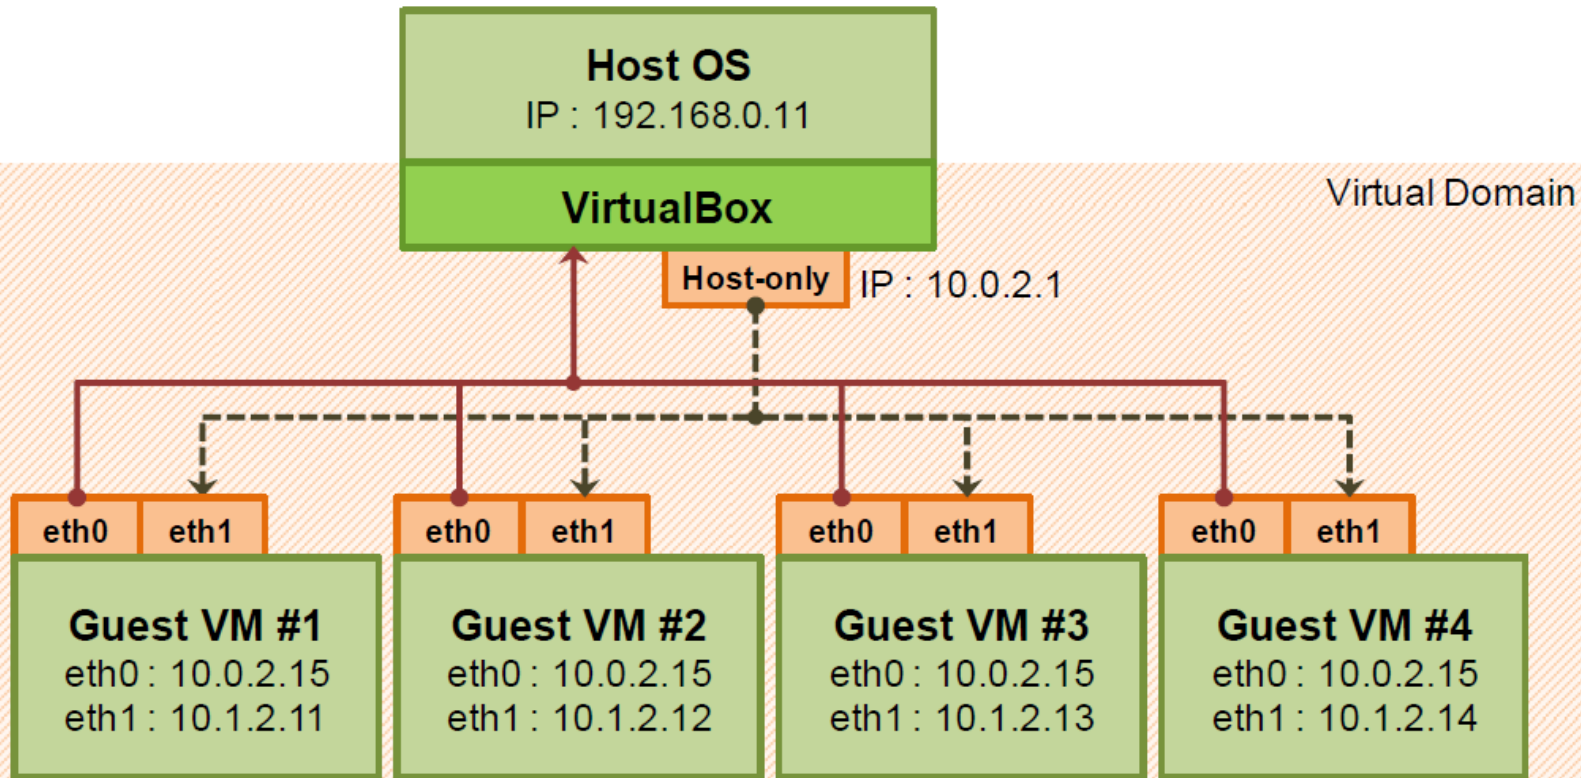 Host OS
IP : 192.168.0.11
VirtualBox
Virtual Domain
Host-only
IP : 10.0.2.1
eth0
eth1
eth0
eth1
eth0
eth1
eth0
eth1
Guest VM #1
eth0 : 10.0.2.15
eth1 : 10.1.2.11
Guest VM #2
eth0 : 10.0.2.15
eth1 : 10.1.2.12
Guest VM #3
eth0 : 10.0.2.15
eth1 : 10.1.2.13
Guest VM #4
eth0 : 10.0.2.15
eth1 : 10.1.2.14